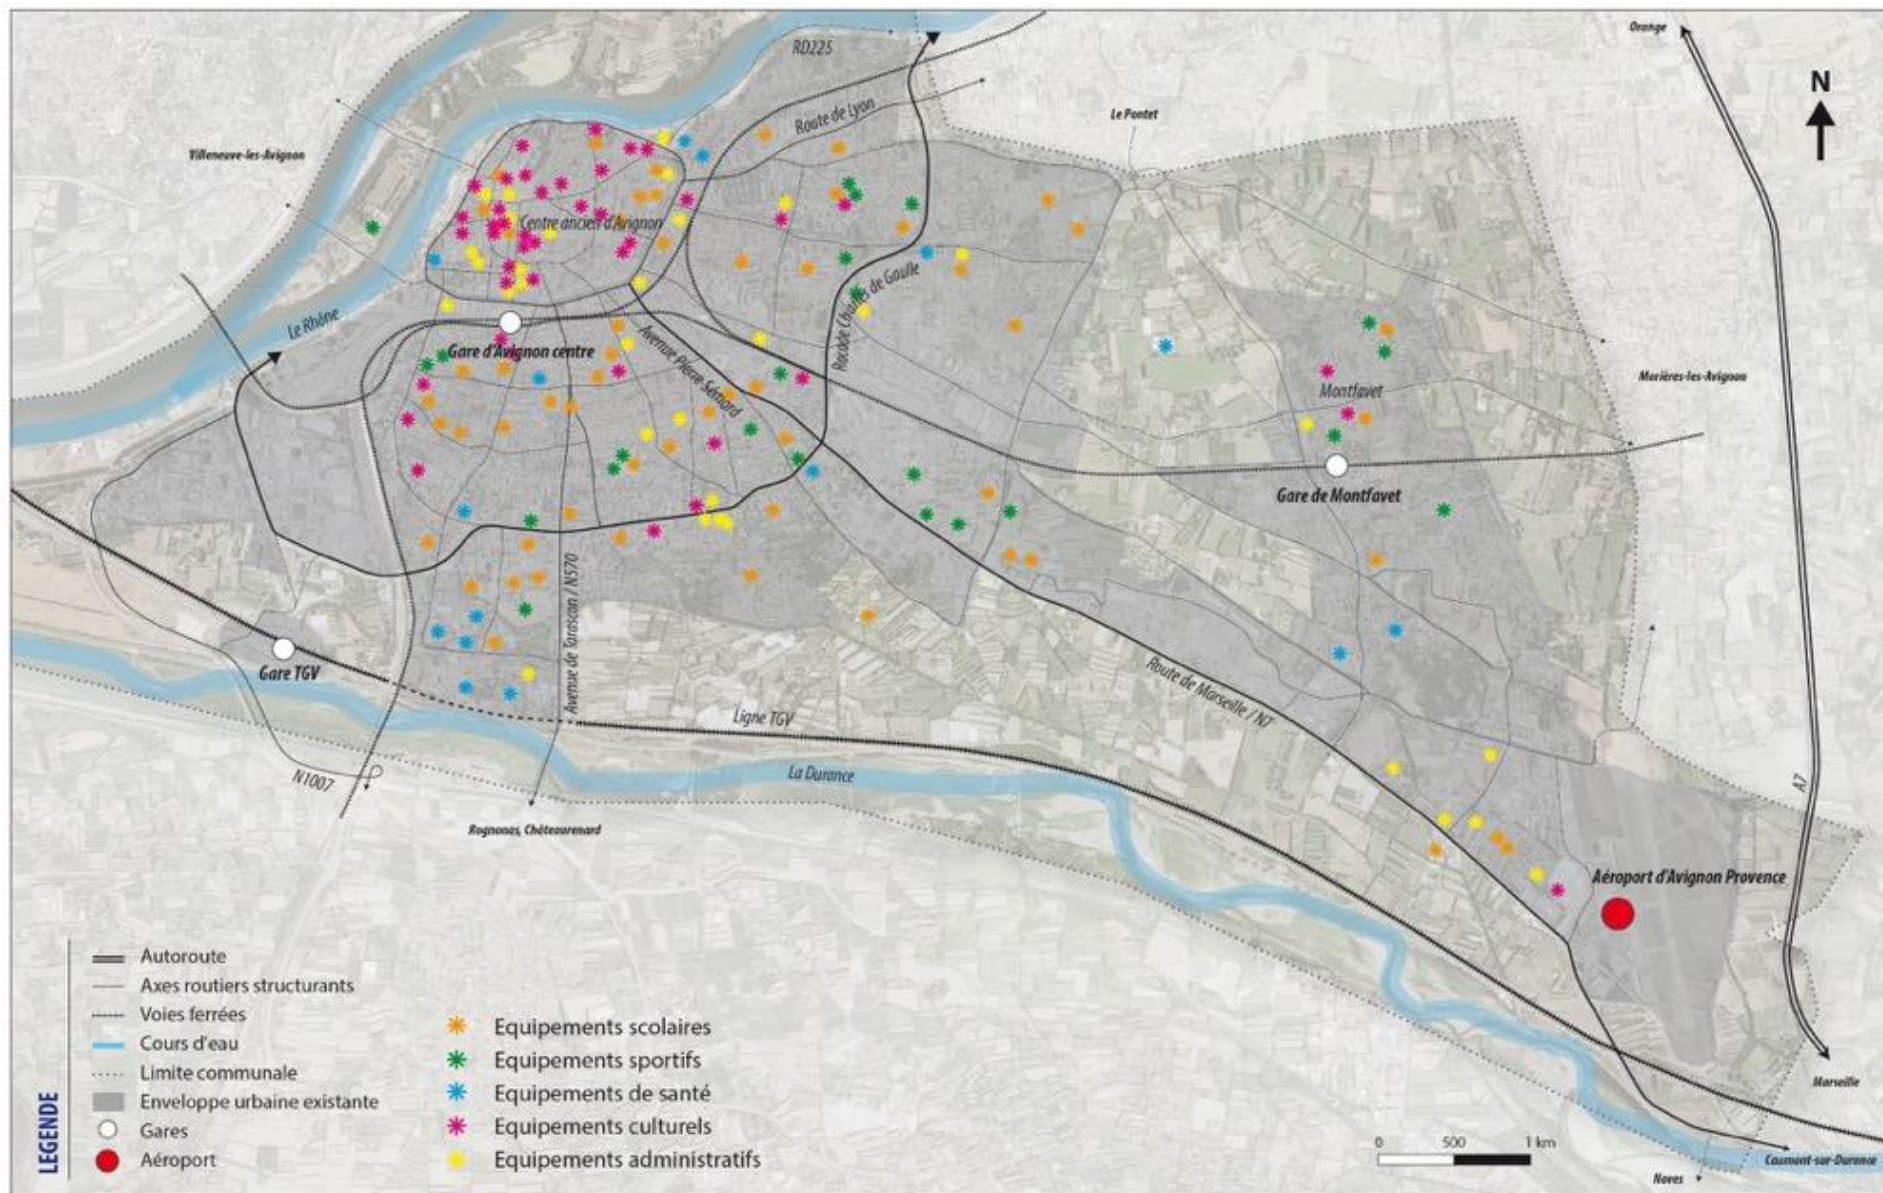 Orange
RD225
N
Route de Lyon
Le Pontet
Villeneuve-les-Avignon
Centre ancien d'Avignon
Rocade Charles de Gaulle
Le Rhône
Gare d'Avignon centre
Avenue Pierre Sémard
Morières-les-Avignon
Montfavet
Gare de Montfavet
Avenue de Tarascon / N570
Gare TGV
Route de Marseille / N7
Ligne TGV
La Durance
N1007
A7
Rognonas, Châteaurenard
Aéroport d'Avignon Provence
Marseille
Caumont-sur-Durance
Noves
LEGENDE
Autoroute
Axes routiers structurants
Voies ferrées
Cours d'eau
Limite communale
Enveloppe urbaine existante
Gares
Aéroport
Equipements scolaires
Equipements sportifs
Equipements de santé
Equipements culturels
Equipements administratifs
0 500 1 km